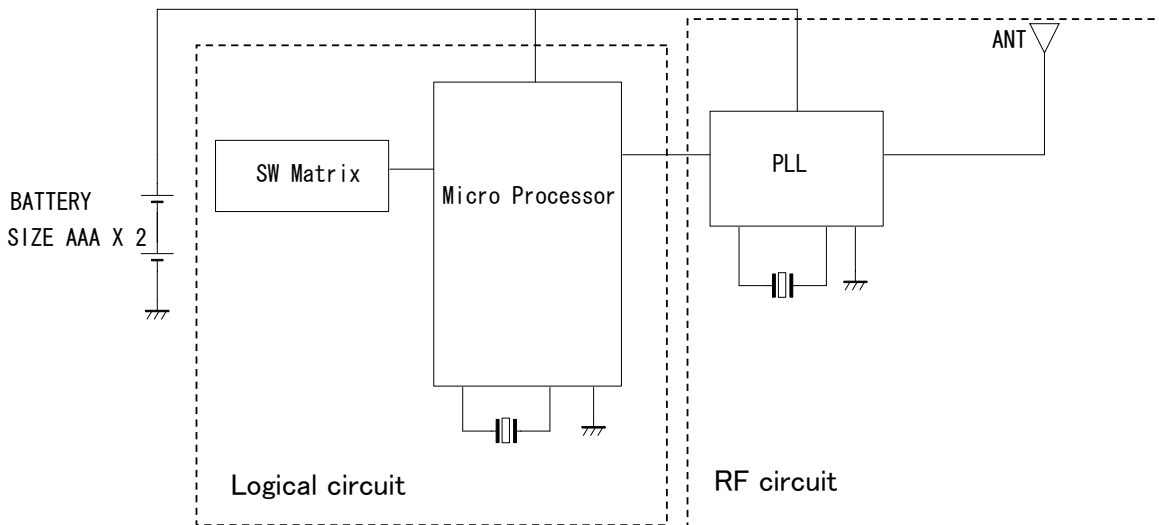 ANT
SW Matrix
Micro Processor
PLL
BATTERY
SIZE AAA X 2
Logical circuit
RF circuit